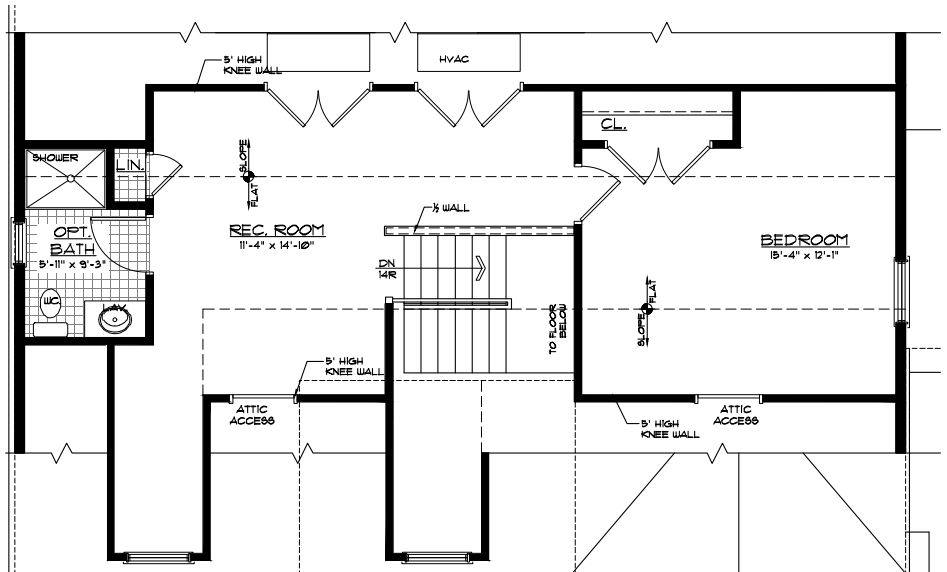 5' HIGH
KNEE WALL
HVAC
CL.
SHOWER
LIN.
SLOPE
FLAT
½ WALL
OPT.
BATH
5'-11" x 9'-3"
REC. ROOM
11'-4" x 14'-10"
BEDROOM
15'-4" x 12'-1"
DN
14R
FLAT
SLOPE
WC
LAV
TO FLOOR
BELOW
5' HIGH
KNEE WALL
ATTIC
ACCESS
5' HIGH
KNEE WALL
ATTIC
ACCESS